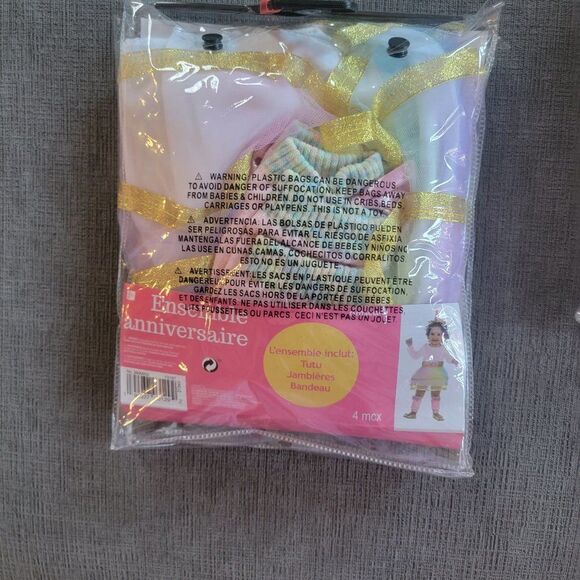 ⚠ WARNING: PLASTIC BAGS CAN BE DANGEROUS.
TO AVOID DANGER OF SUFFOCATION, KEEP BAGS AWAY
FROM BABIES & CHILDREN. DO NOT USE IN CRIBS, BEDS,
CARRIAGES OR PLAYPENS. THIS IS NOT A TOY.
⚠ ADVERTENCIA: LAS BOLSAS DE PLÁSTICO PUEDEN
SER PELIGROSAS, PARA EVITAR EL RIESGO DE ASFIXIA
MANTENGALAS FUERA DEL ALCANCE DE BEBÉS Y NIÑOS NO
LAS USE EN CUNAS, CAMAS, COCHECITOS O CORRALITOS
ESTO NO ES UN JUGUETE.
⚠ AVERTISSEMENT: LES SACS EN PLASTIQUE PEUVENT ÊTRE
DANGEREUX POUR ÉVITER LES DANGERS DE SUFFOCATION,
GARDEZ LES SACS HORS DE LA PORTÉE DES BÉBÉS
ET DES ENFANTS. NE PAS UTILISER DANS LES COUCHETTES,
LITS POUSSETTES OU PARCS. CECI N'EST PAS UN JOUET.
Ensemble
anniversaire
L'ensemble inclut:
Tutu
Jambières
Bandeau
4 mcx